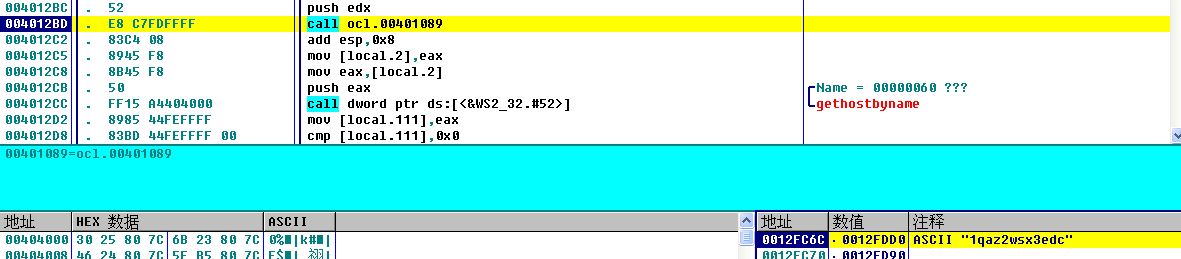 004012BC . 52 push edx
004012BD . E8 C7FDFFFF call ocl.00401089
004012C2 . 83C4 08 add esp,0x8
004012C5 . 8945 F8 mov [local.2],eax
004012C8 . 8B45 F8 mov eax,[local.2]
004012CB . 50 push eax Name = 00000060 ???
004012CC . FF15 A4404000 call dword ptr ds:[<&WS2_32.#52>] gethostbyname
004012D2 . 8985 44FEFFFF mov [local.111],eax
004012D8 . 83BD 44FEFFFF 00 cmp [local.111],0x0
00401089=ocl.00401089
地址 HEX 数据 ASCII 地址 数值 注释
00404000 30 25 80 7C 6B 23 80 7C 0012FC6C 0012FDD0 ASCII "1qaz2wsx3edc"
00404008 46 24 80 7C 5F B5 80 7C 0012FC70 0012FD90